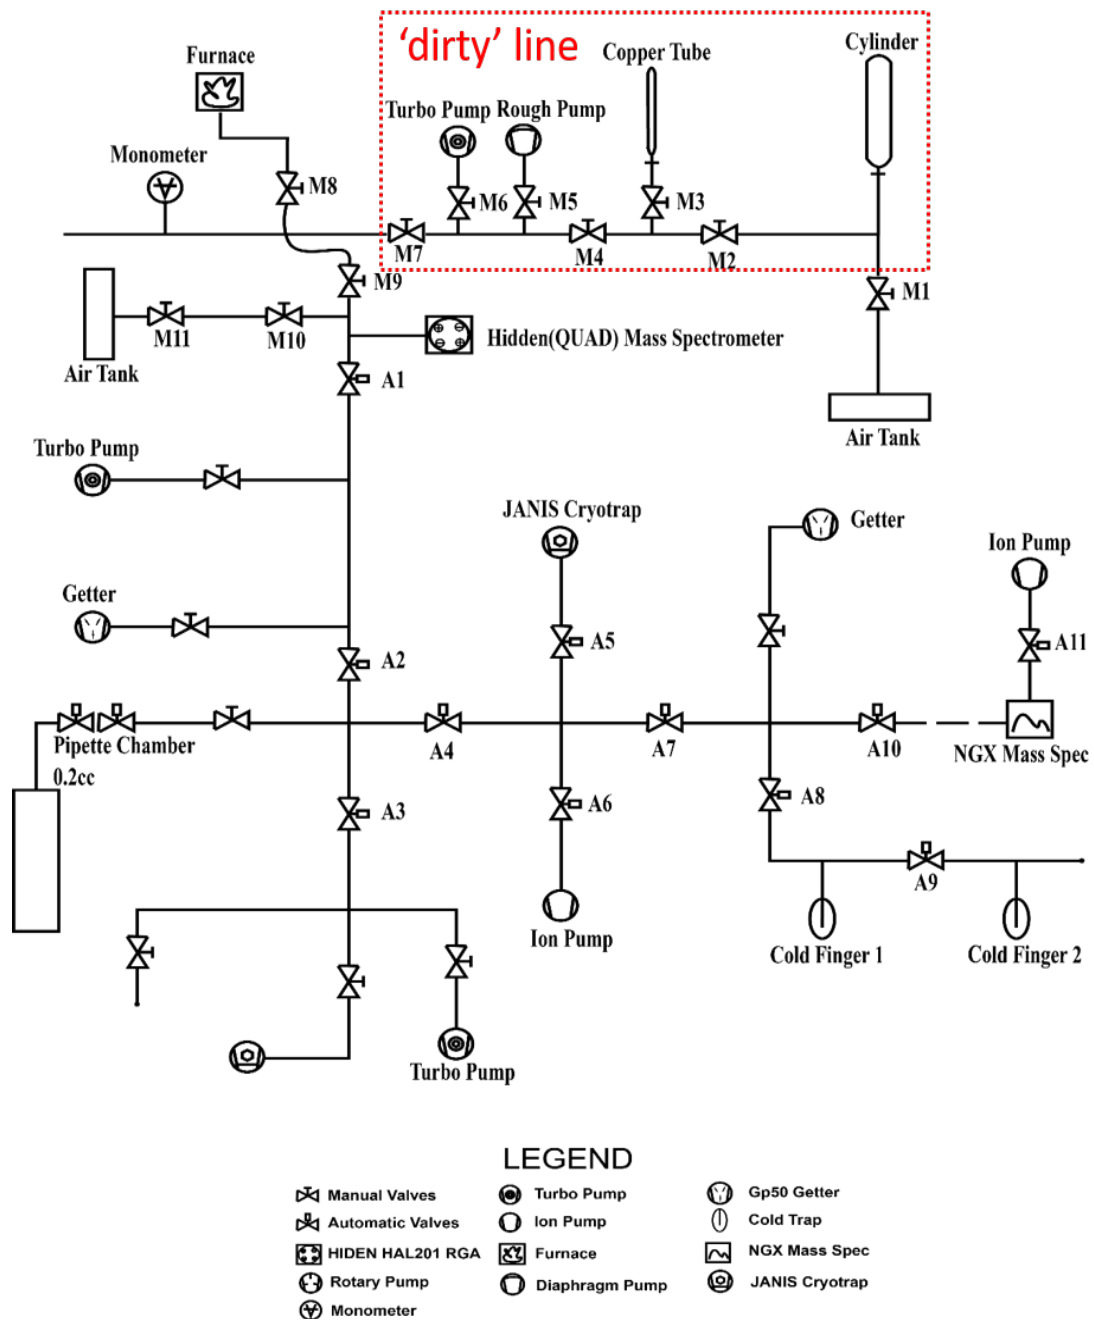 ‘dirty’ line
Copper Tube
Cylinder
Furnace
Turbo Pump
Rough Pump
Monometer
M8
M6
M5
M3
M7
M4
M2
M9
M1
M11
M10
Hidden(QUAD) Mass Spectrometer
Air Tank
A1
Air Tank
Turbo Pump
JANIS Cryotrap
Getter
Ion Pump
Getter
A5
A11
A2
Pipette Chamber
A4
A7
A10
NGX Mass Spec
0.2cc
A3
A6
A8
A9
Ion Pump
Cold Finger 1
Cold Finger 2
Turbo Pump
LEGEND
Manual Valves
Turbo Pump
Gp50 Getter
Automatic Valves
Ion Pump
Cold Trap
HIDEN HAL201 RGA
Furnace
NGX Mass Spec
Rotary Pump
Diaphragm Pump
JANIS Cryotrap
Monometer